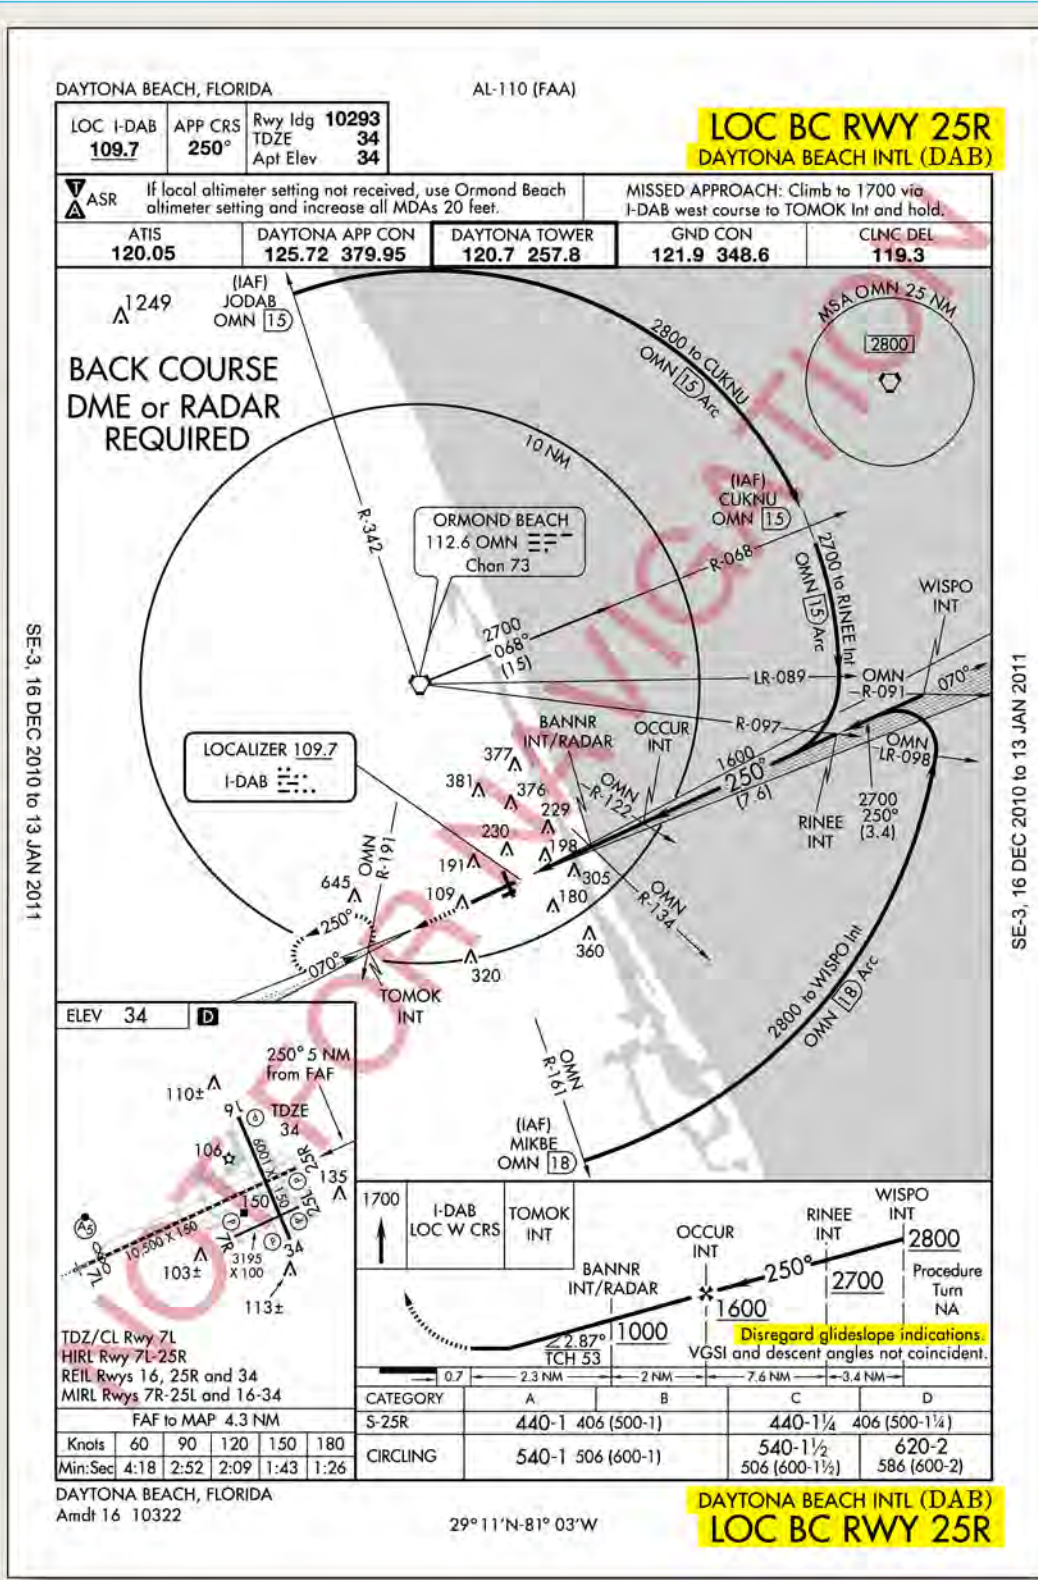 DAYTONA BEACH, FLORIDA
AL-110 (FAA)
LOC I-DAB
109.7
APP CRS
250°
Rwy ldg 10293
TDZE 34
Apt Elev 34
LOC BC RWY 25R
DAYTONA BEACH INTL (DAB)
T
A
ASR
If local altimeter setting not received, use Ormond Beach
altimeter setting and increase all MDAs 20 feet.
MISSED APPROACH: Climb to 1700 via
I-DAB west course to TOMOK Int and hold.
ATIS
120.05
DAYTONA APP CON
125.72 379.95
DAYTONA TOWER
120.7 257.8
GND CON
121.9 348.6
CLNC DEL
119.3
1249
(IAF)
JODAB
OMN 15
BACK COURSE
DME or RADAR
REQUIRED
2800 to CUKNU
OMN 15 Arc
MSA OMN 25 NM
2800
10 NM
R-342
ORMOND BEACH
112.6 OMN
Chan 73
(IAF)
CUKNU
OMN 15
R-068
2700
068°
(15)
2700 to RINEE Int
OMN 15 Arc
WISPO
INT
LR-089
OMN
R-091
070°
R-097
OMN
LR-098
LOCALIZER 109.7
I-DAB
BANNR
INT/RADAR
OCCUR
INT
1600
250°
(7.6)
OMN
R-122
RINEE
INT
2700
250°
(3.4)
377
381
376
229
230
198
191
305
109
180
645
360
320
OMN
R-191
OMN
R-134
250°
070°
TOMOK
INT
2800 to WISPO Int
OMN 18 Arc
OMN
R-161
(IAF)
MIKBE
OMN 18
NOT FOR NAVIGATION
SE-3, 16 DEC 2010 to 13 JAN 2011
SE-3, 16 DEC 2010 to 13 JAN 2011
ELEV 34
D
250° 5 NM
from FAF
110±
16
P
TDZE
34
106
6001 X 150
25R
135
150
25L
A5
10,500 X 150
7R
3195
X 100
34
7L
103±
113±
TDZ/CL Rwy 7L
HIRL Rwy 7L-25R
REIL Rwys 16, 25R and 34
MIRL Rwys 7R-25L and 16-34
FAF to MAP 4.3 NM
Knots 60 90 120 150 180
Min:Sec 4:18 2:52 2:09 1:43 1:26
1700
I-DAB
LOC W CRS
TOMOK
INT
BANNR
INT/RADAR
OCCUR
INT
RINEE
INT
WISPO
INT
2800
250°
2700
1600
1000
Procedure
Turn
NA
2.87°
TCH 53
Disregard glideslope indications.
VGSI and descent angles not coincident.
0.7 2.3 NM 2 NM 7.6 NM 3.4 NM
CATEGORY A B C D
S-25R 440-1 406 (500-1) 440-1¼ 406 (500-1¼)
CIRCLING 540-1 506 (600-1) 540-1½ 506 (600-1½) 620-2 586 (600-2)
DAYTONA BEACH, FLORIDA
Amdt 16 10322
29°11'N-81°03'W
DAYTONA BEACH INTL (DAB)
LOC BC RWY 25R